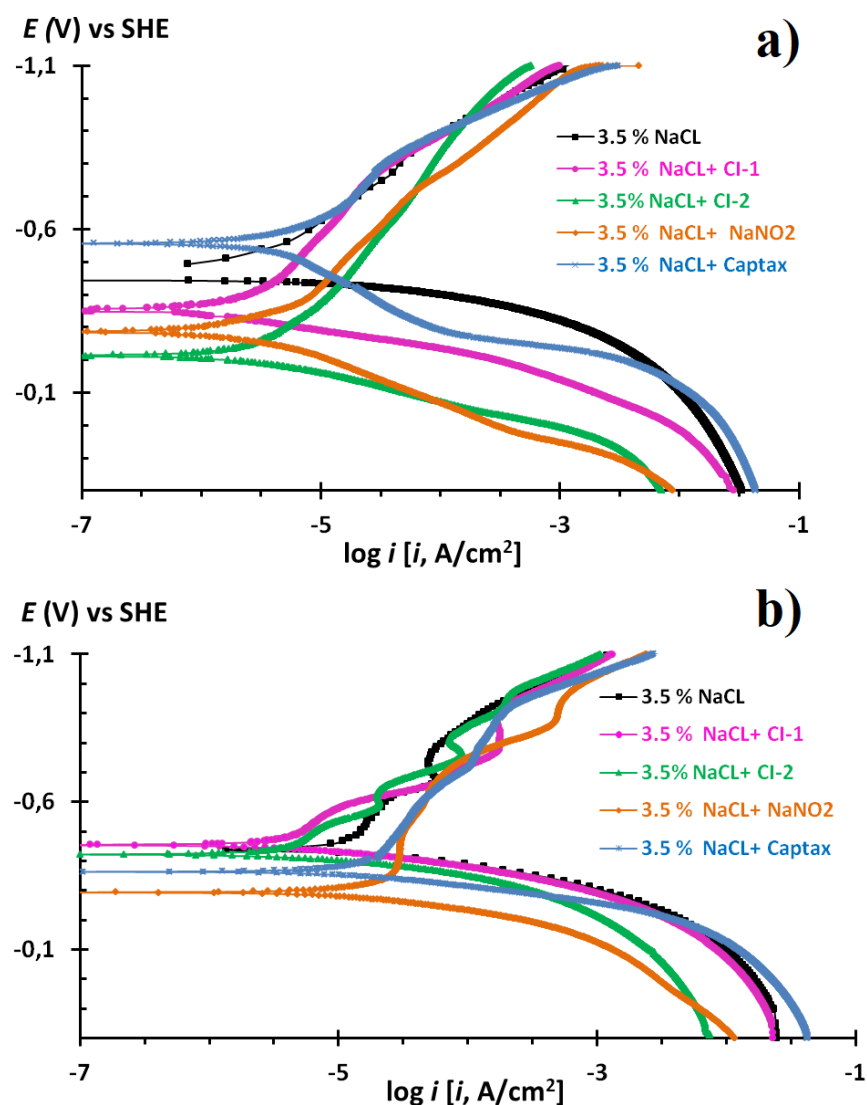 E (V) vs SHE
a)
-1,1
-0,6
-0,1
3.5 % NaCL
3.5 % NaCL+ CI-1
3.5% NaCL+ CI-2
3.5 % NaCL+ NaNO2
3.5 % NaCL+ Captax
-7 -5 -3 -1
log i [i, A/cm²]
E (V) vs SHE
b)
-1,1
-0,6
-0,1
3.5 % NaCL
3.5 % NaCL+ CI-1
3.5% NaCL+ CI-2
3.5 % NaCL+ NaNO2
3.5 % NaCL+ Captax
-7 -5 -3 -1
log i [i, A/cm²]